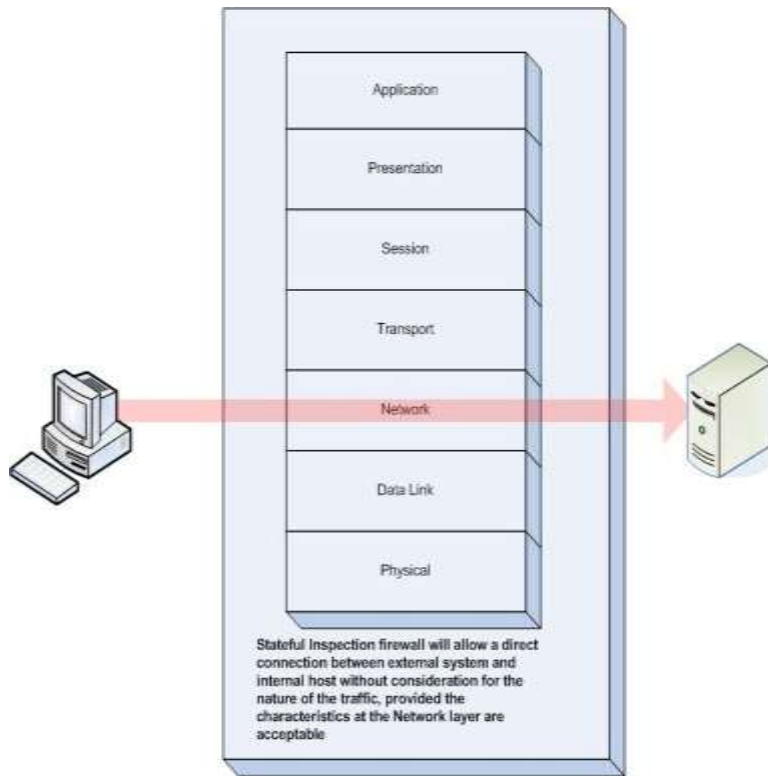 Application
Presentation
Session
Transport
Network
Data Link
Physical
Stateful Inspection firewall will allow a direct
connection between external system and
internal host without consideration for the
nature of the traffic, provided the
characteristics at the Network layer are
acceptable